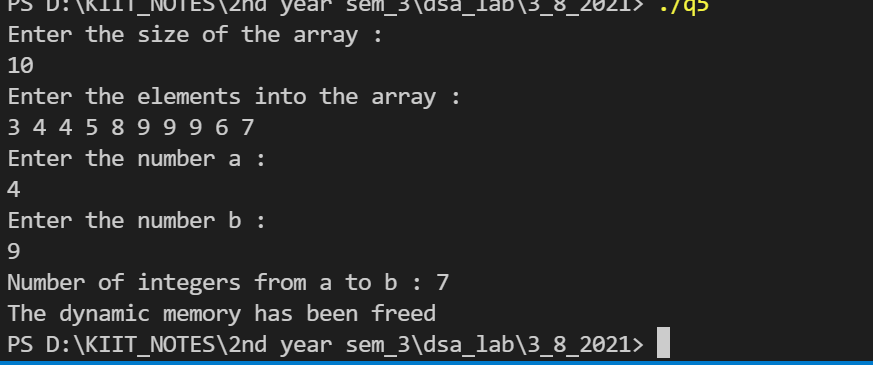 PS D:\KIIT_NOTES\2nd year sem_3\dsa_lab\3_8_2021> ./q5
Enter the size of the array :
10
Enter the elements into the array :
3 4 4 5 8 9 9 9 6 7
Enter the number a :
4
Enter the number b :
9
Number of integers from a to b : 7
The dynamic memory has been freed
PS D:\KIIT_NOTES\2nd year sem_3\dsa_lab\3_8_2021>